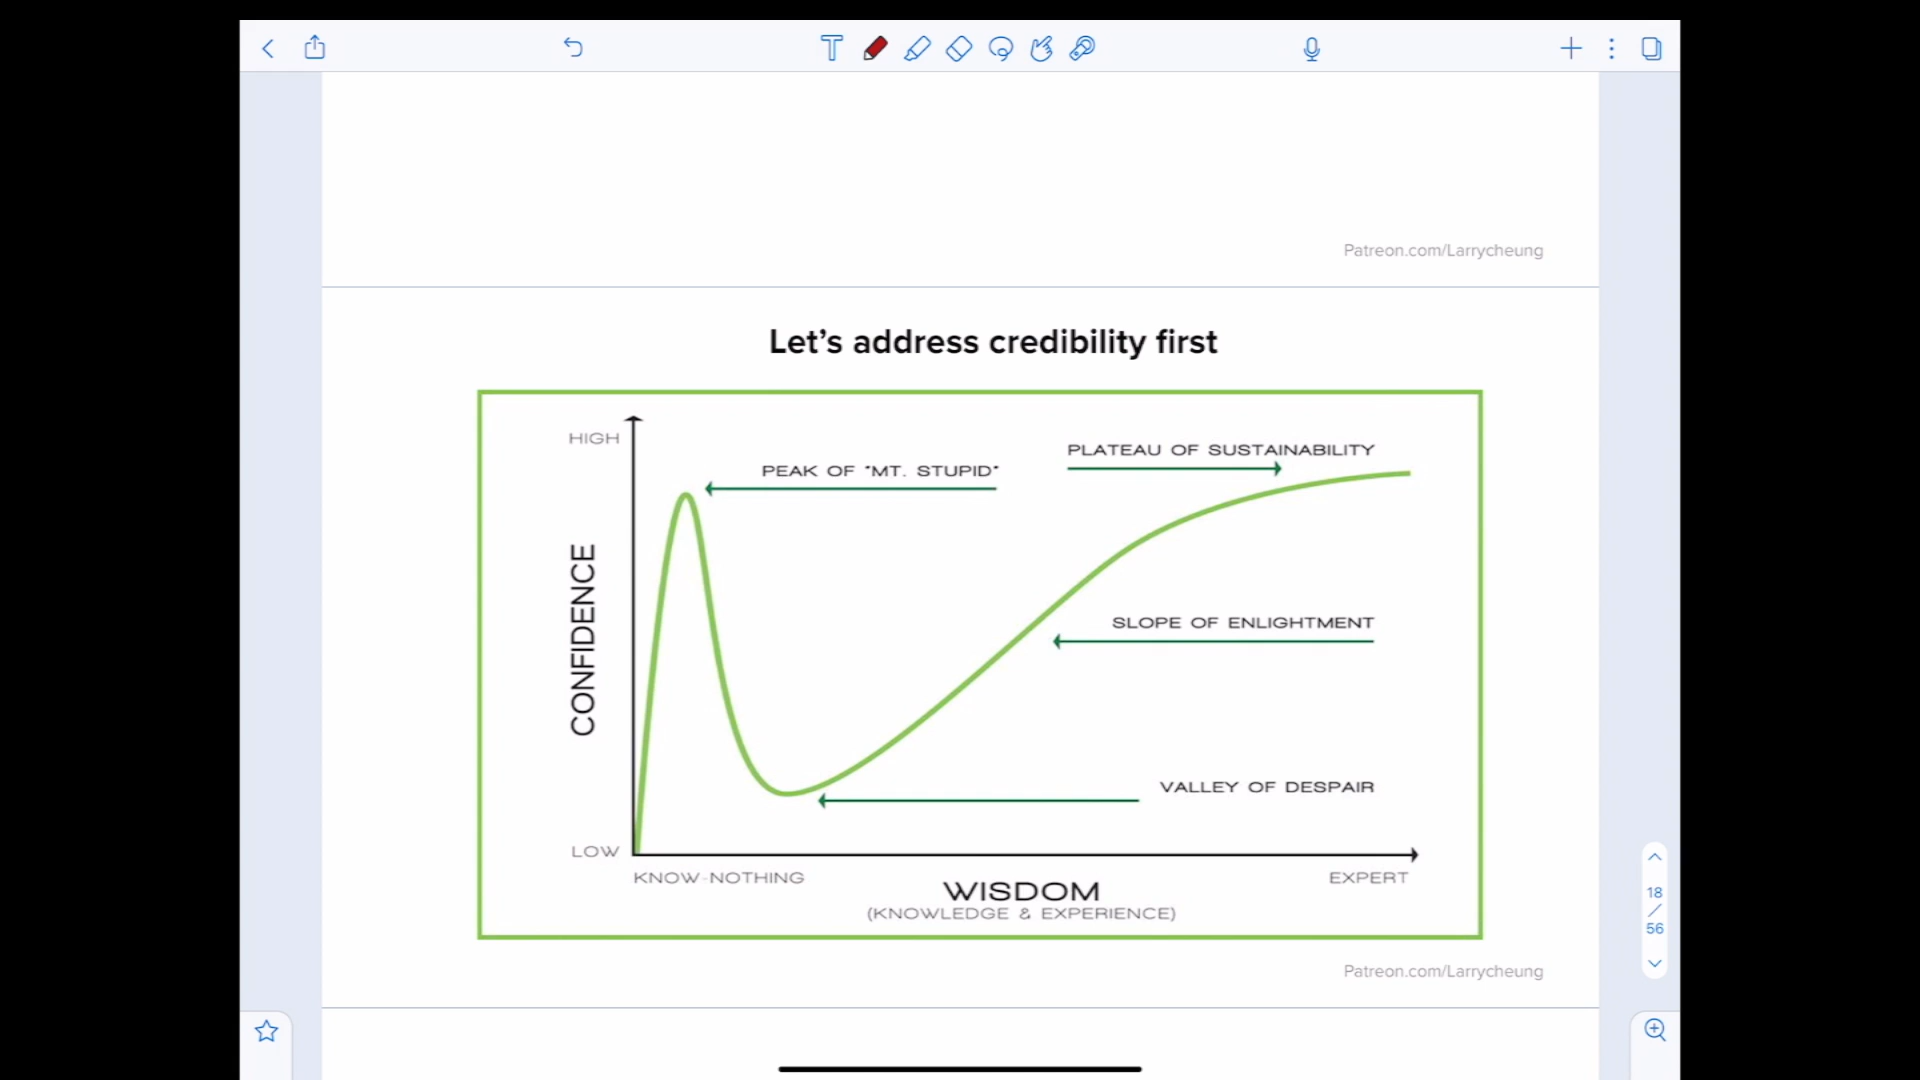 Patreon.com/Larrycheung
Let's address credibility first
HIGH
PLATEAU OF SUSTAINABILITY
PEAK OF "MT. STUPID"
CONFIDENCE
SLOPE OF ENLIGHTMENT
VALLEY OF DESPAIR
LOW
KNOW-NOTHING
EXPERT
WISDOM
(KNOWLEDGE & EXPERIENCE)
18
/
56
Patreon.com/Larrycheung